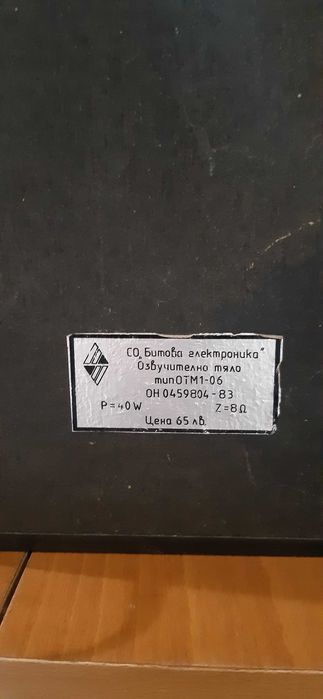 СО „Битова електроника"
Озвучително тяло
тип ОТМ1-06
ОН 0459804-83
P=40W Z=8Ω
Цена 65 лв.